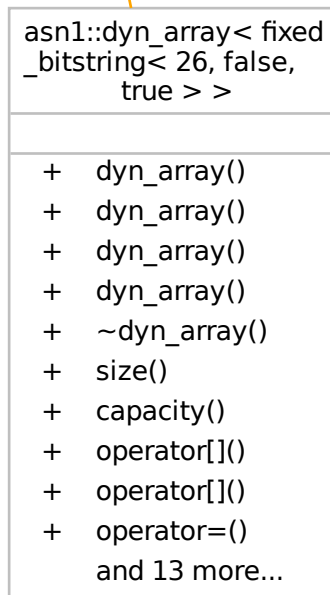 asn1::dyn_array< fixed
_bitstring< 26, false,
true > >
+ dyn_array()
+ dyn_array()
+ dyn_array()
+ dyn_array()
+ ~dyn_array()
+ size()
+ capacity()
+ operator[]()
+ operator[]()
+ operator=()
and 13 more...